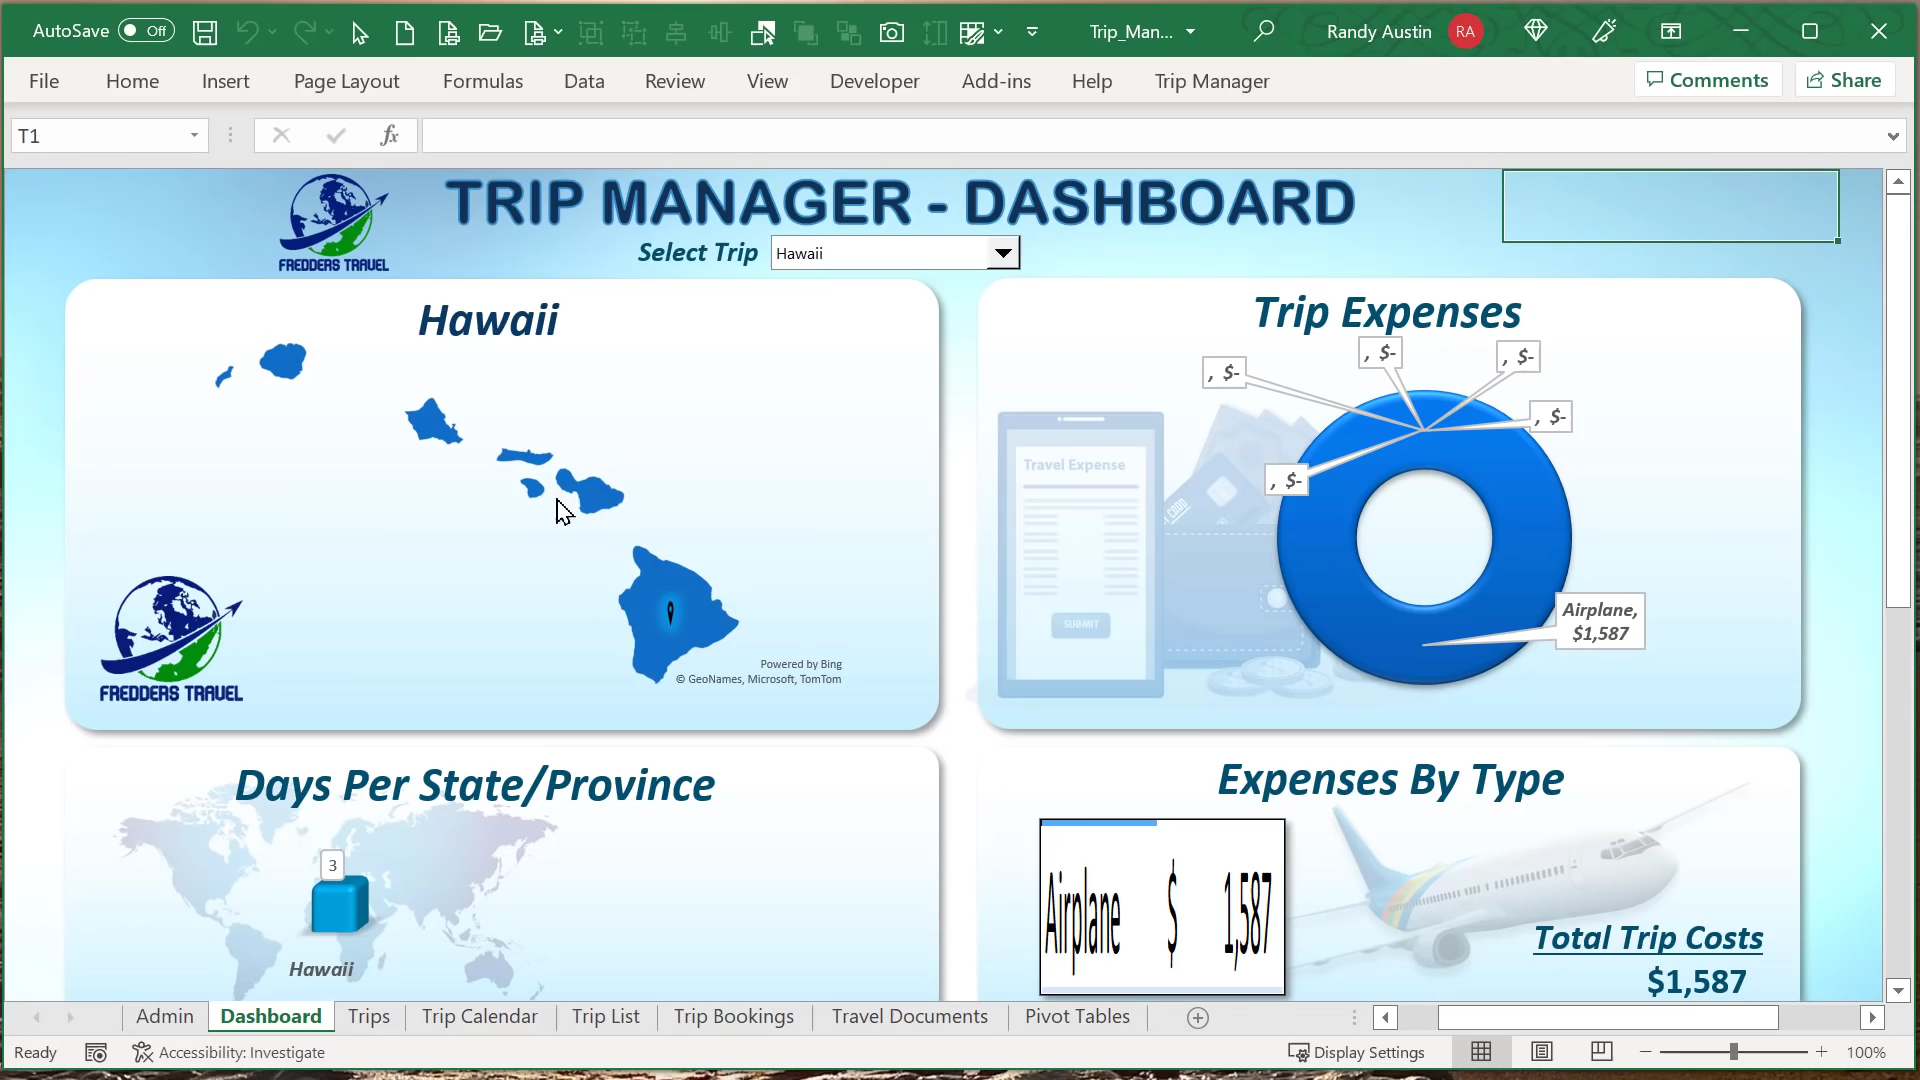 AutoSave Off Trip_Man... Randy Austin RA
File Home Insert Page Layout Formulas Data Review View Developer Add-ins Help Trip Manager Comments Share
T1 fx
TRIP MANAGER - DASHBOARD
FREDDERS TRAVEL
Select Trip Hawaii
Hawaii
Powered by Bing
© GeoNames, Microsoft, TomTom
FREDDERS TRAVEL
Trip Expenses
, $-
, $-
, $-
, $-
, $-
Travel Expense
SUBMIT
Airplane,
$1,587
Days Per State/Province
3
Hawaii
Expenses By Type
Airplane $ 1,587
Total Trip Costs
$1,587
Admin Dashboard Trips Trip Calendar Trip List Trip Bookings Travel Documents Pivot Tables
Ready Accessibility: Investigate Display Settings 100%